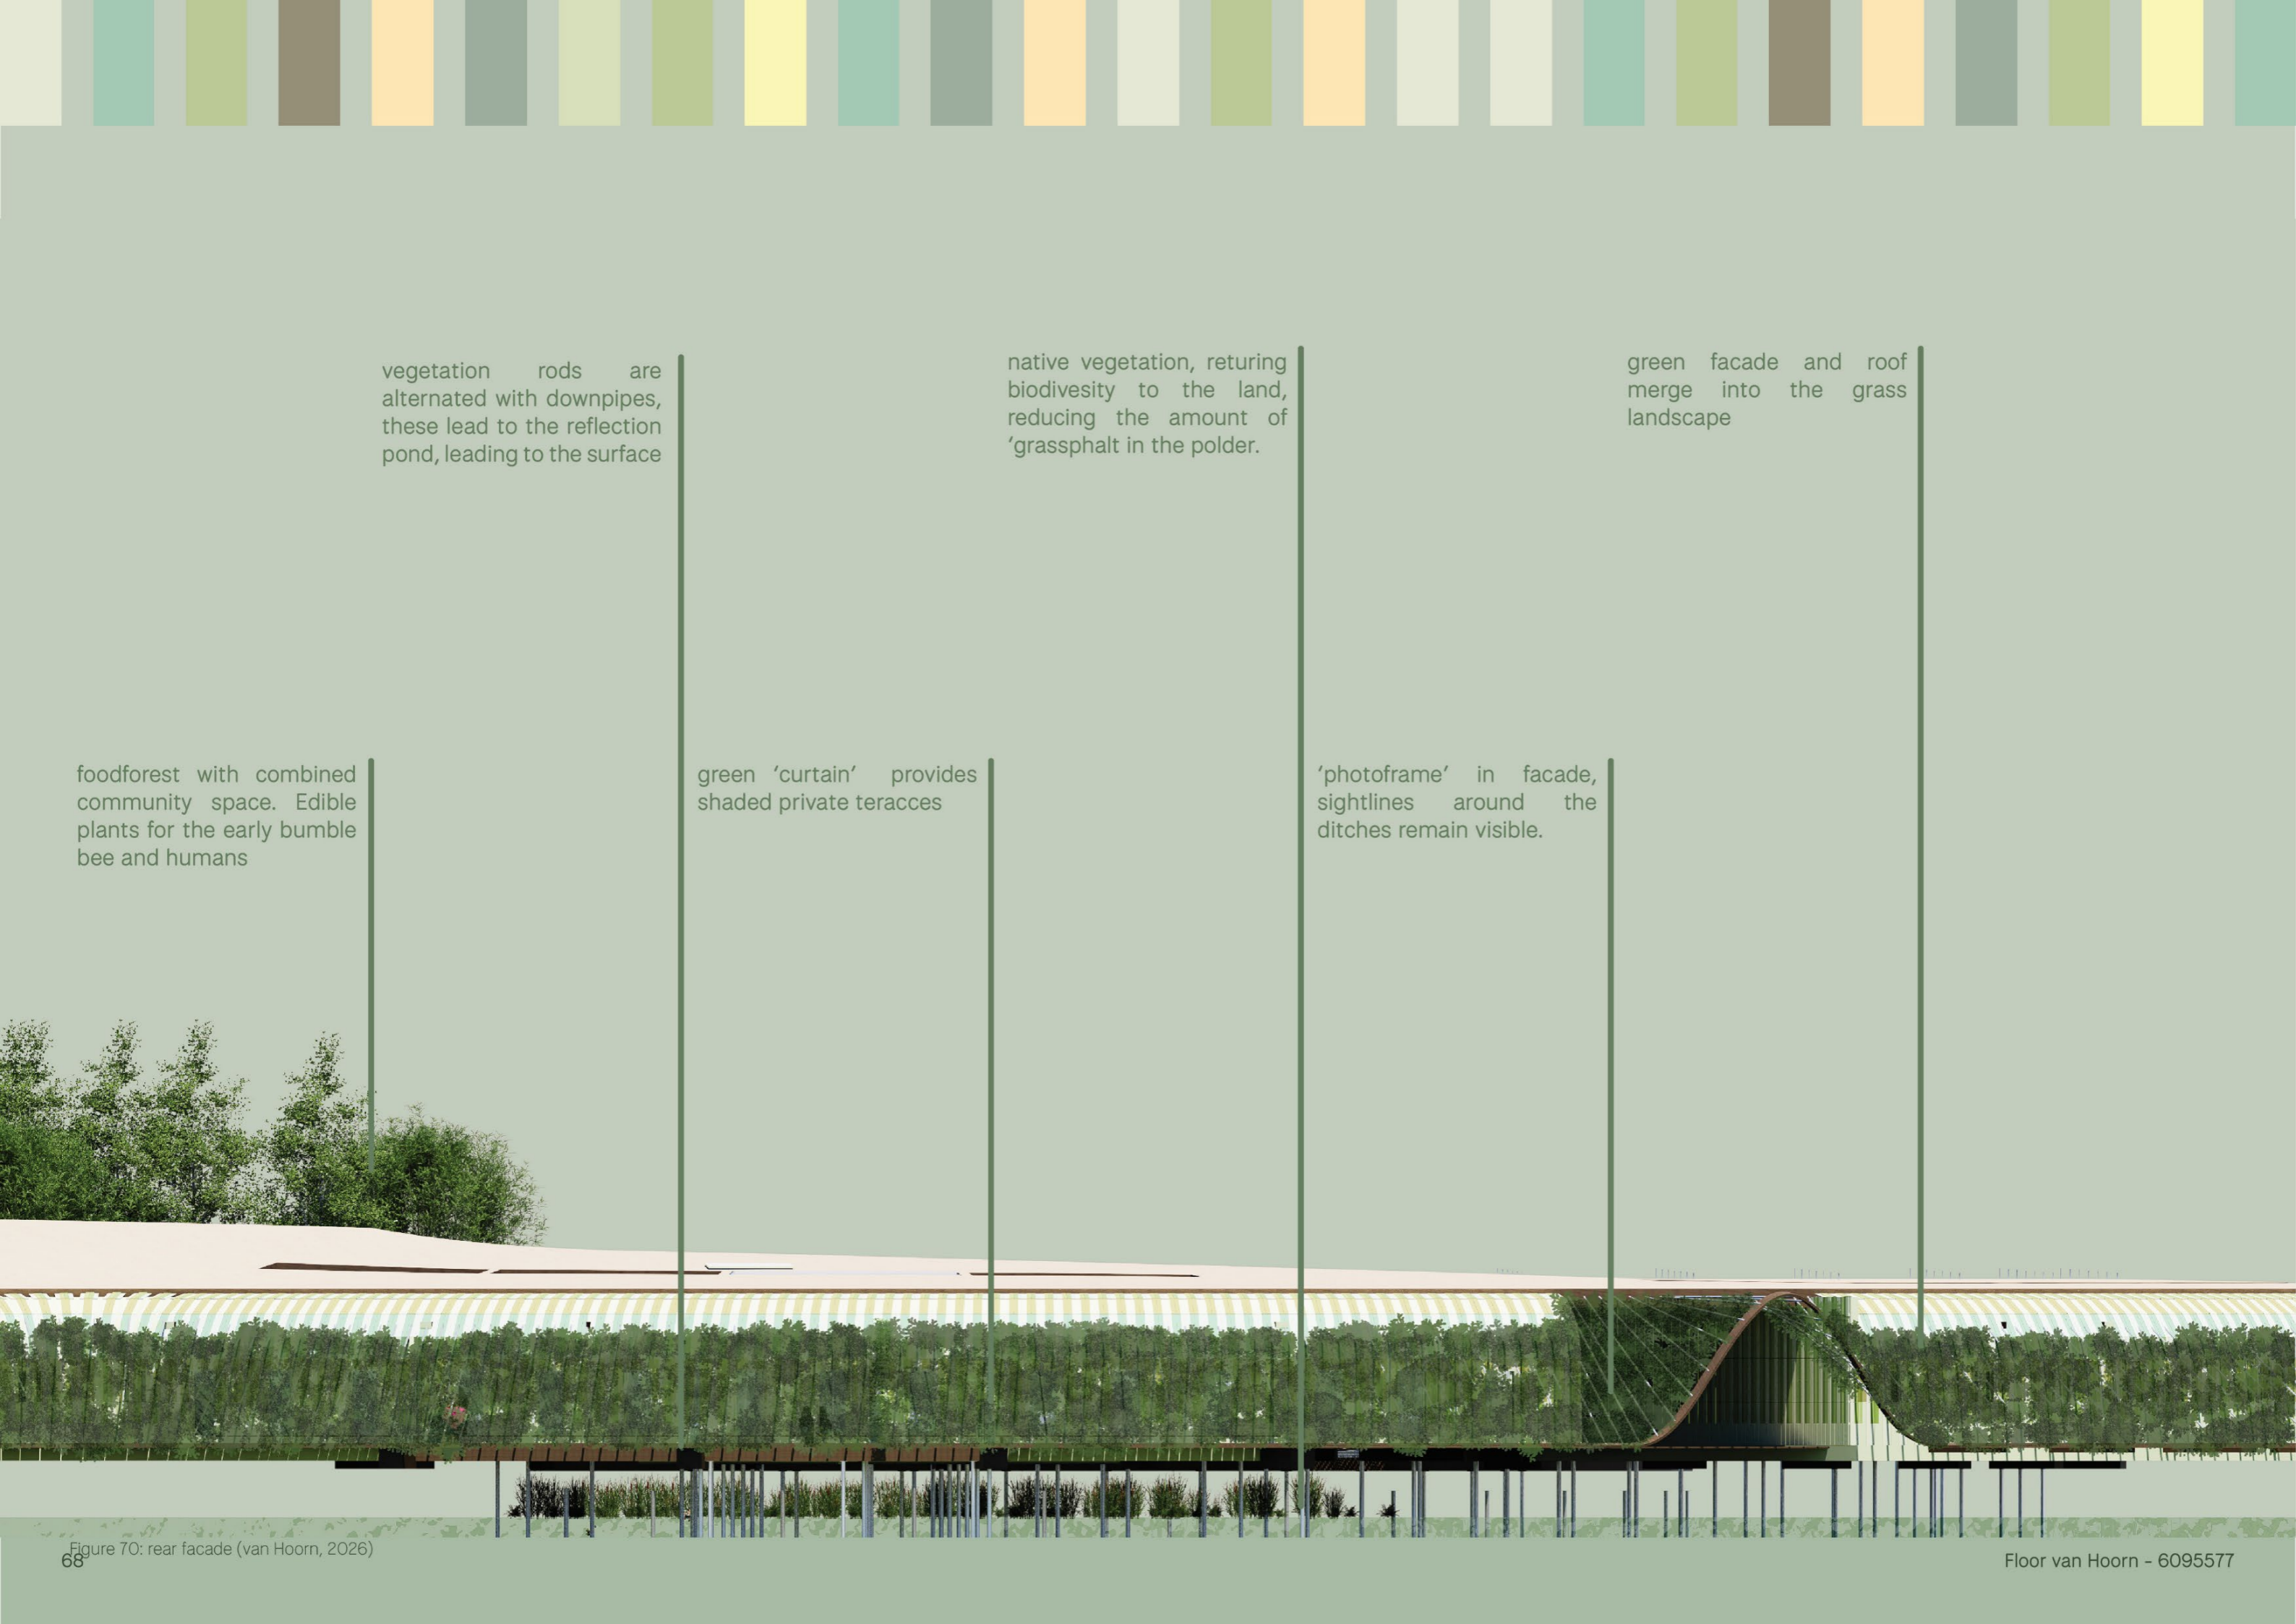 vegetation rods are
alternated with downpipes,
these lead to the reflection
pond, leading to the surface
native vegetation, returing
biodivesity to the land,
reducing the amount of
‘grassphalt in the polder.
green facade and roof
merge into the grass
landscape
foodforest with combined
community space. Edible
plants for the early bumble
bee and humans
green ‘curtain’ provides
shaded private teracces
‘photoframe’ in facade,
sightlines around the
ditches remain visible.
Figure 70: rear facade (van Hoorn, 2026)
68
Floor van Hoorn - 6095577